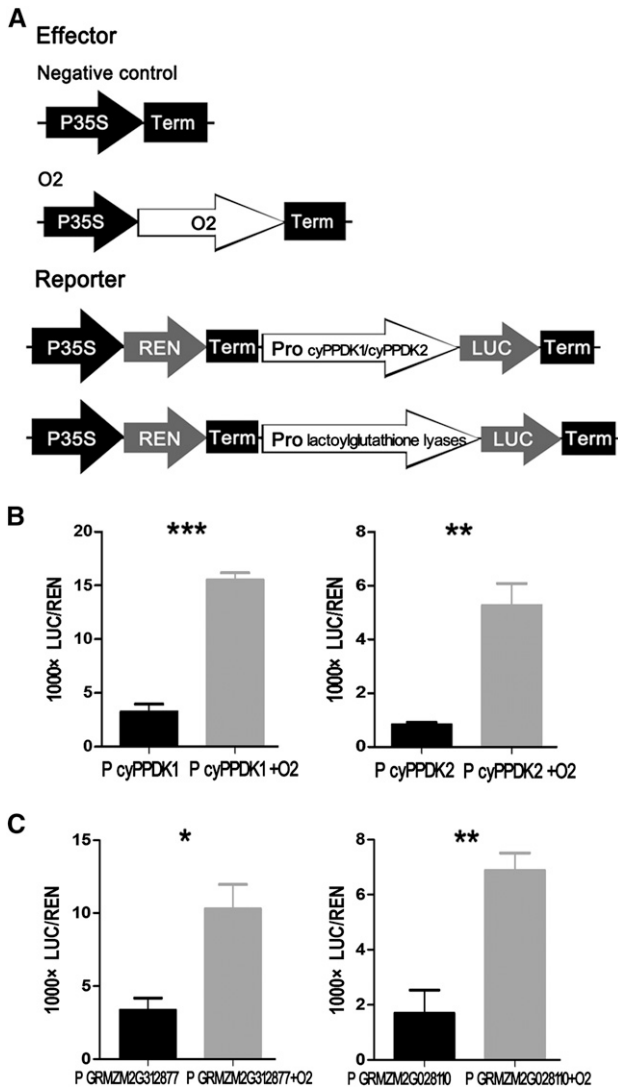 A
Effector
Negative control
P35S Term
O2
P35S O2 Term
Reporter
P35S REN Term Pro cyPPDK1/cyPPDK2 LUC Term
P35S REN Term Pro lactoylglutathione lyases LUC Term
B
*** **
20 8
15 6
10 4
5 2
0 0
1000× LUC/REN 1000× LUC/REN
P cyPPDK1 P cyPPDK1 +O2 P cyPPDK2 P cyPPDK2 +O2
C
* **
15 8
10 6
5 4
0 2
0
1000× LUC/REN 1000× LUC/REN
P GRMZM2G312877 P GRMZM2G312877+O2 P GRMZM2G028110 P GRMZM2G028110+O2